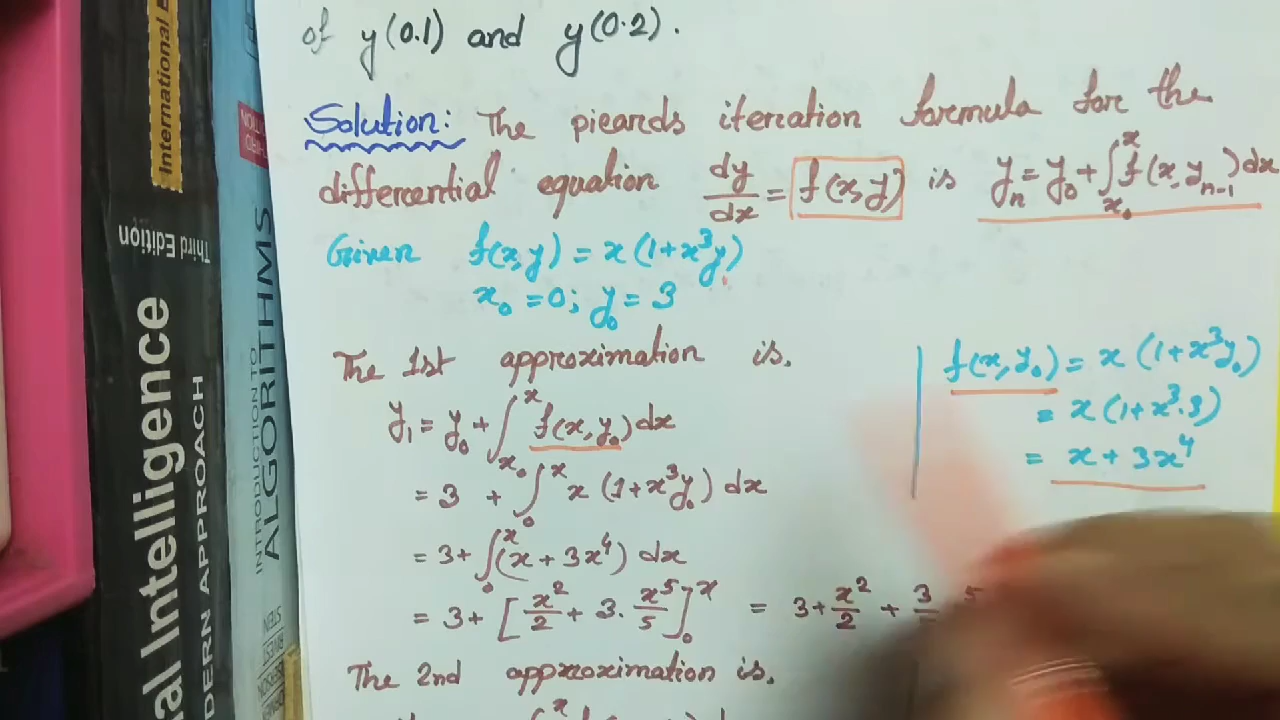 of y(0.1) and y(0.2).
Solution: The picards iteration formula for the
differential equation dy/dx = f(x,y) is yₙ = y₀ + ∫ₓ₀ˣ f(x, yₙ₋₁) dx
Given f(x,y) = x(1+x³y)
x₀ = 0; y₀ = 3
The 1st approximation is.
y₁ = y₀ + ∫ₓ₀ˣ f(x, y₀) dx
= 3 + ∫₀ˣ x (1+x³y₀) dx
= 3 + ∫₀ˣ (x + 3x⁴) dx
= 3 + [x²/2 + 3. x⁵/5]₀ˣ = 3 + x²/2 + 3
f(x, y₀) = x (1+x³y₀)
= x (1+x³.3)
= x + 3x⁴
The 2nd approximation is.
International E
Third Edition
al Intelligence
DERN APPROACH
INTRODUCTION TO
ALGORITHMS